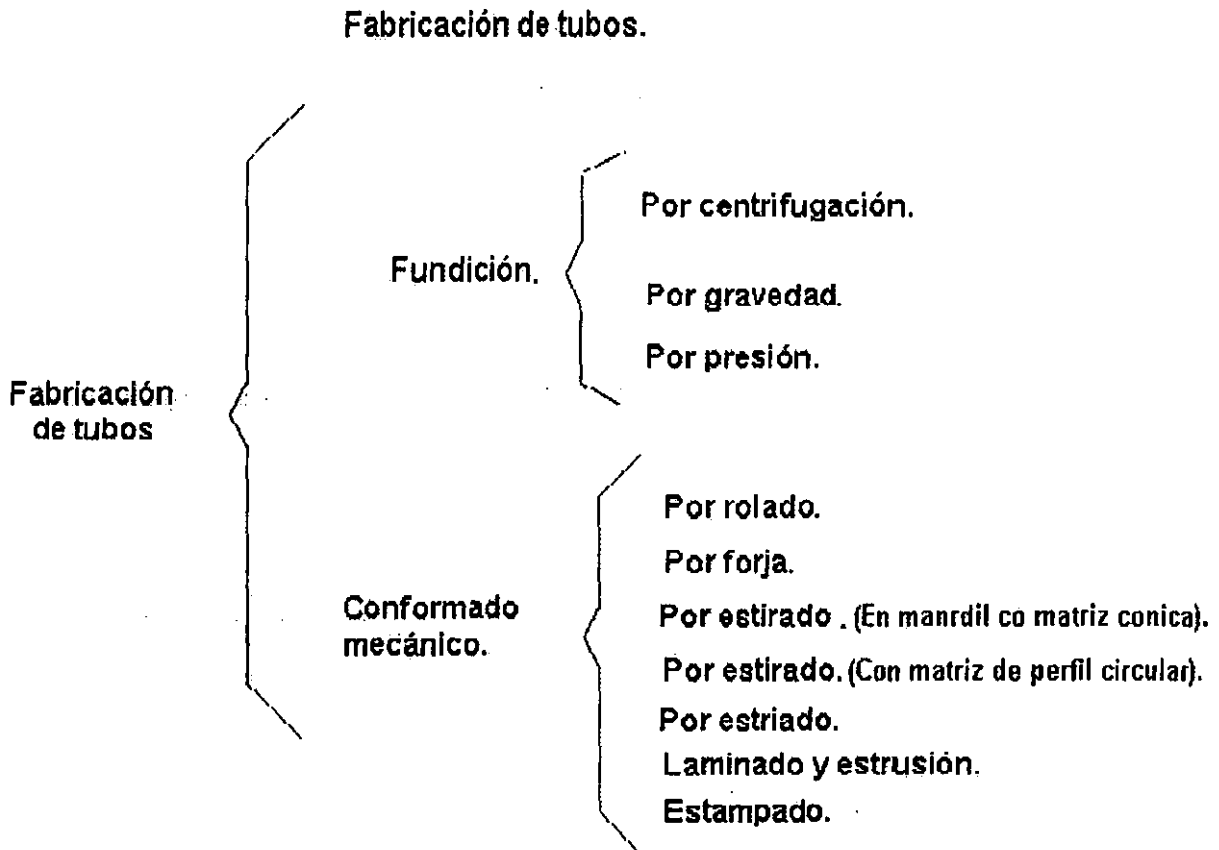 Fabricación de tubos.
Por centrifugación.
Fundición.
Por gravedad.
Por presión.
Fabricación
de tubos
Por rolado.
Por forja.
Conformado
mecánico.
Por estirado . (En manrdil co matriz conica).
Por estirado. (Con matriz de perfil circular).
Por estriado.
Laminado y estrusión.
Estampado.